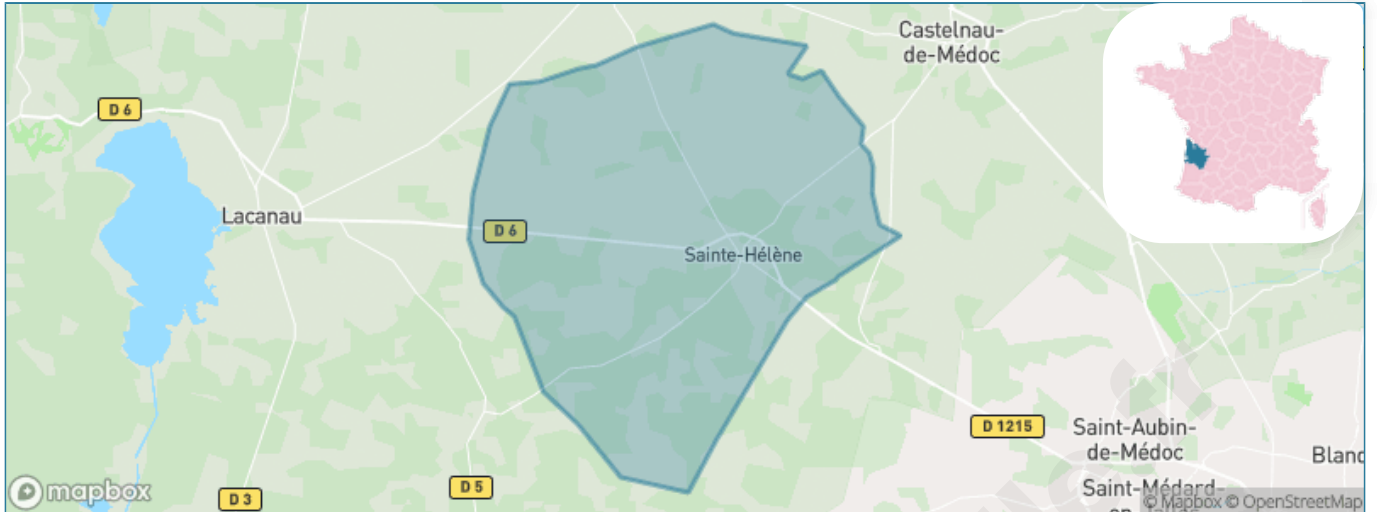 Castelnau-
de-Médoc
D 6
Lacanau
D 6
Sainte-Hélène
D 1215
Saint-Aubin-
de-Médoc
Blanq
D 5
D 3
mapbox
Saint-Médard-
© Mapbox © OpenStreetMap